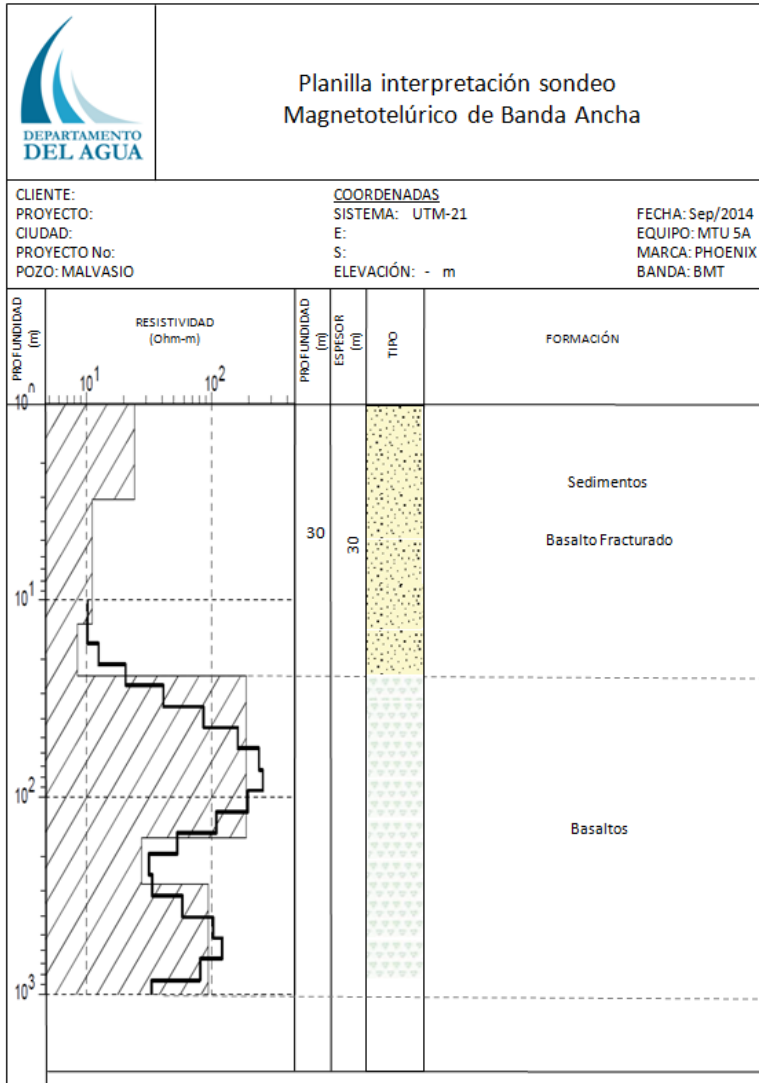 DEPARTAMENTO
DEL AGUA
Planilla interpretación sondeo
Magnetotelúrico de Banda Ancha
CLIENTE:
PROYECTO:
CIUDAD:
PROYECTO No:
POZO: MALVASIO
COORDENADAS
SISTEMA: UTM-21
E:
S:
ELEVACIÓN: - m
FECHA: Sep/2014
EQUIPO: MTU 5A
MARCA: PHOENIX
BANDA: BMT
PROFUNDIDAD
(m)
RESISTIVIDAD
(Ohm-m)
10¹
10²
PROFUNDIDAD
(m)
ESPESOR
(m)
TIPO
FORMACIÓN
Sedimentos
30
30
Basalto Fracturado
10¹
10²
Basaltos
10³